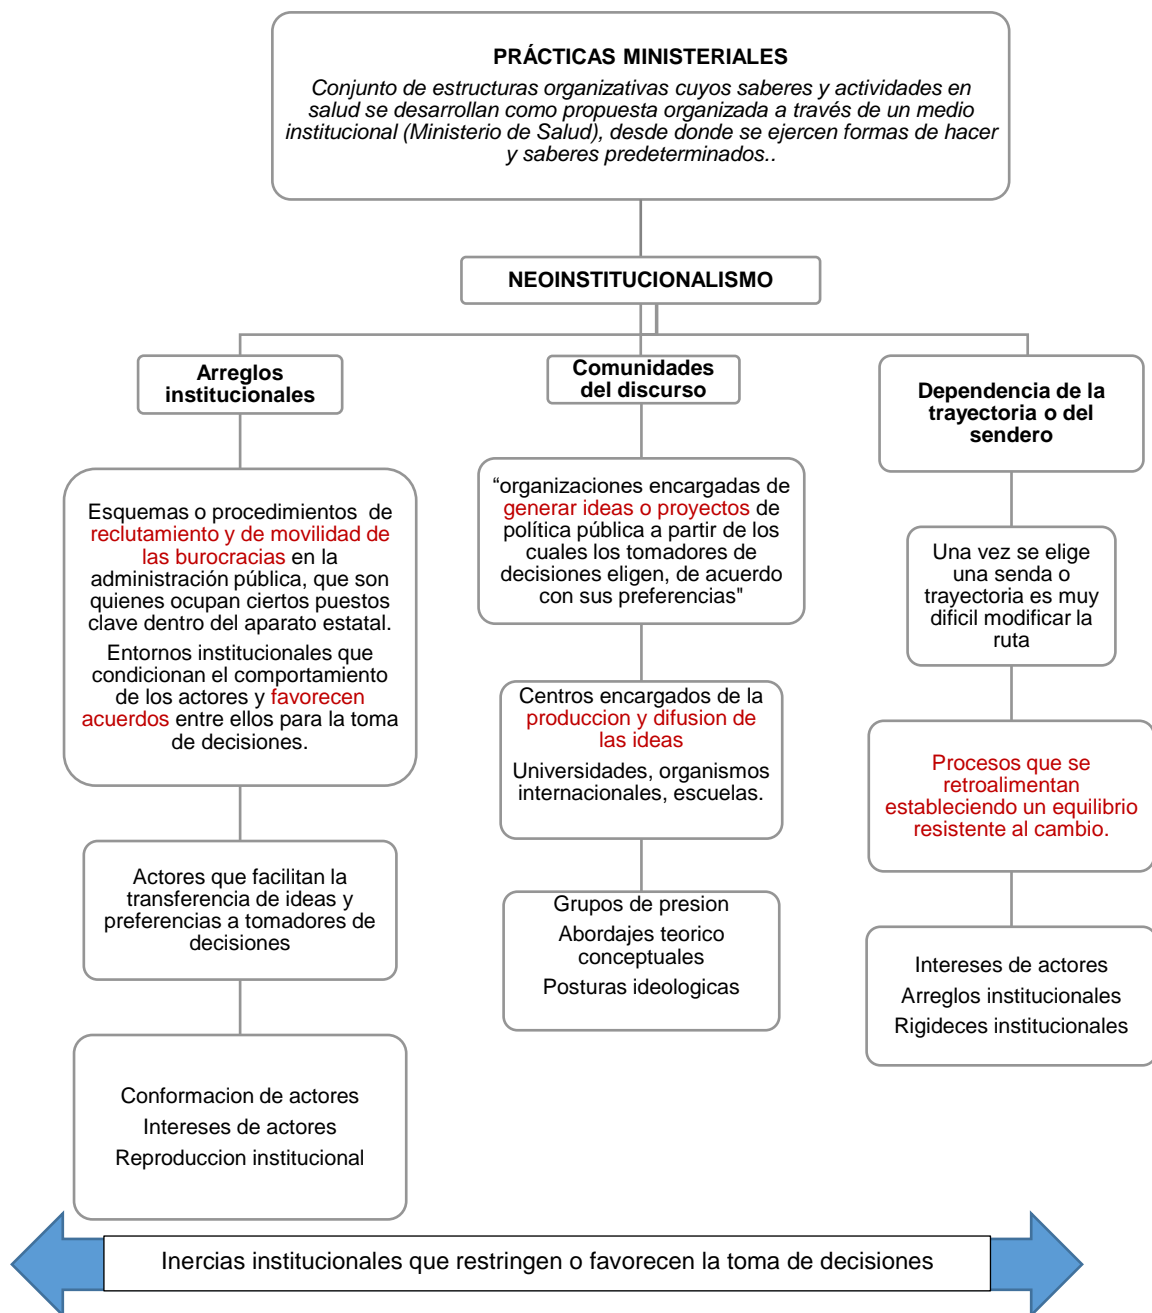 PRÁCTICAS MINISTERIALES
Conjunto de estructuras organizativas cuyos saberes y actividades en
salud se desarrollan como propuesta organizada a través de un medio
institucional (Ministerio de Salud), desde donde se ejercen formas de hacer
y saberes predeterminados..
NEOINSTITUCIONALISMO
Arreglos
institucionales
Esquemas o procedimientos de
reclutamiento y de movilidad de
las burocracias en la
administración pública, que son
quienes ocupan ciertos puestos
clave dentro del aparato estatal.
Entornos institucionales que
condicionan el comportamiento
de los actores y favorecen
acuerdos entre ellos para la toma
de decisiones.
Actores que facilitan la
transferencia de ideas y
preferencias a tomadores de
decisiones
Conformacion de actores
Intereses de actores
Reproduccion institucional
Comunidades
del discurso
“organizaciones encargadas de
generar ideas o proyectos de
política pública a partir de los
cuales los tomadores de
decisiones eligen, de acuerdo
con sus preferencias"
Centros encargados de la
produccion y difusion de
las ideas
Universidades, organismos
internacionales, escuelas.
Grupos de presion
Abordajes teorico
conceptuales
Posturas ideologicas
Dependencia de la
trayectoria o del
sendero
Una vez se elige
una senda o
trayectoria es muy
dificil modificar la
ruta
Procesos que se
retroalimentan
estableciendo un equilibrio
resistente al cambio.
Intereses de actores
Arreglos institucionales
Rigideces institucionales
Inercias institucionales que restringen o favorecen la toma de decisiones